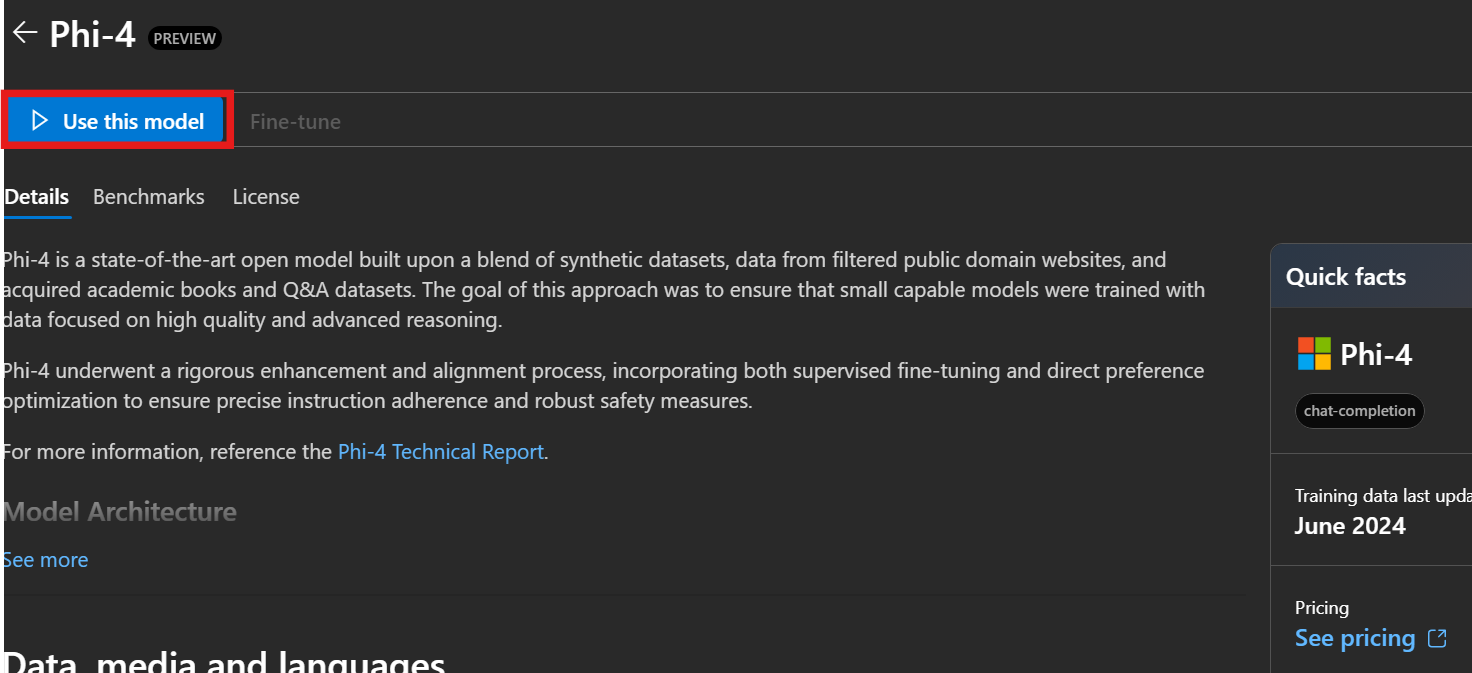 Phi-4 PREVIEW
Use this model Fine-tune
Details Benchmarks License
Phi-4 is a state-of-the-art open model built upon a blend of synthetic datasets, data from filtered public domain websites, and
acquired academic books and Q&A datasets. The goal of this approach was to ensure that small capable models were trained with
data focused on high quality and advanced reasoning.
Phi-4 underwent a rigorous enhancement and alignment process, incorporating both supervised fine-tuning and direct preference
optimization to ensure precise instruction adherence and robust safety measures.
For more information, reference the Phi-4 Technical Report.
Model Architecture
See more
Data, media and languages
Quick facts
Phi-4
chat-completion
Training data last upda
June 2024
Pricing
See pricing